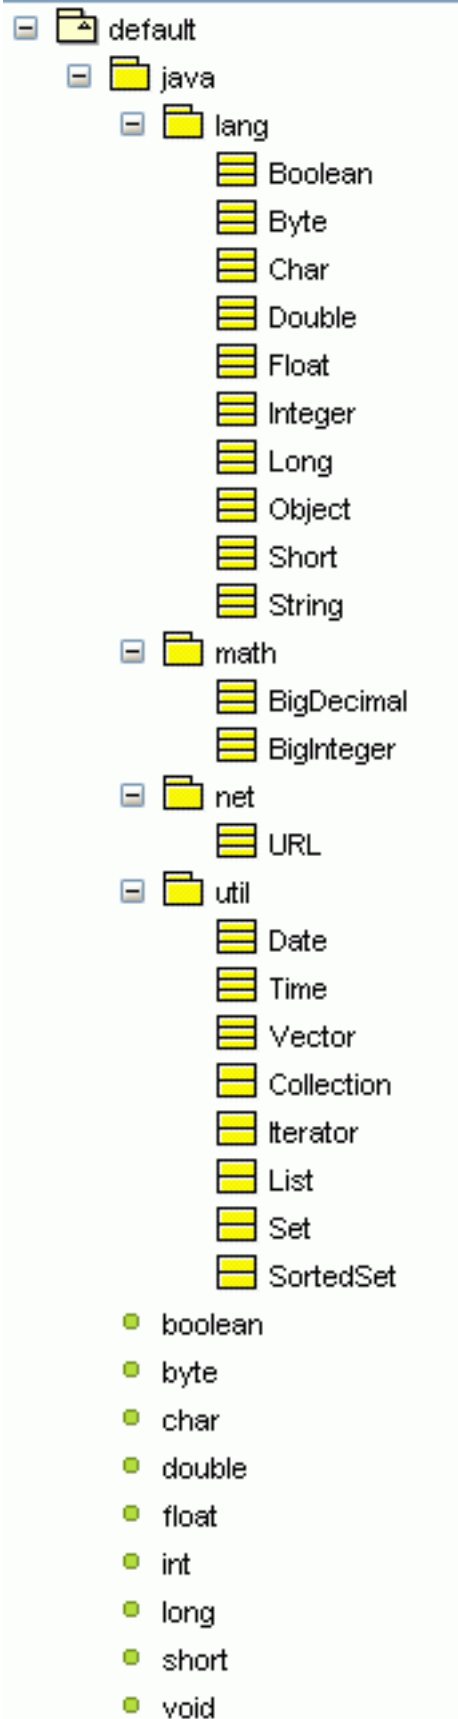 default
java
lang
Boolean
Byte
Char
Double
Float
Integer
Long
Object
Short
String
math
BigDecimal
BigInteger
net
URL
util
Date
Time
Vector
Collection
Iterator
List
Set
SortedSet
boolean
byte
char
double
float
int
long
short
void